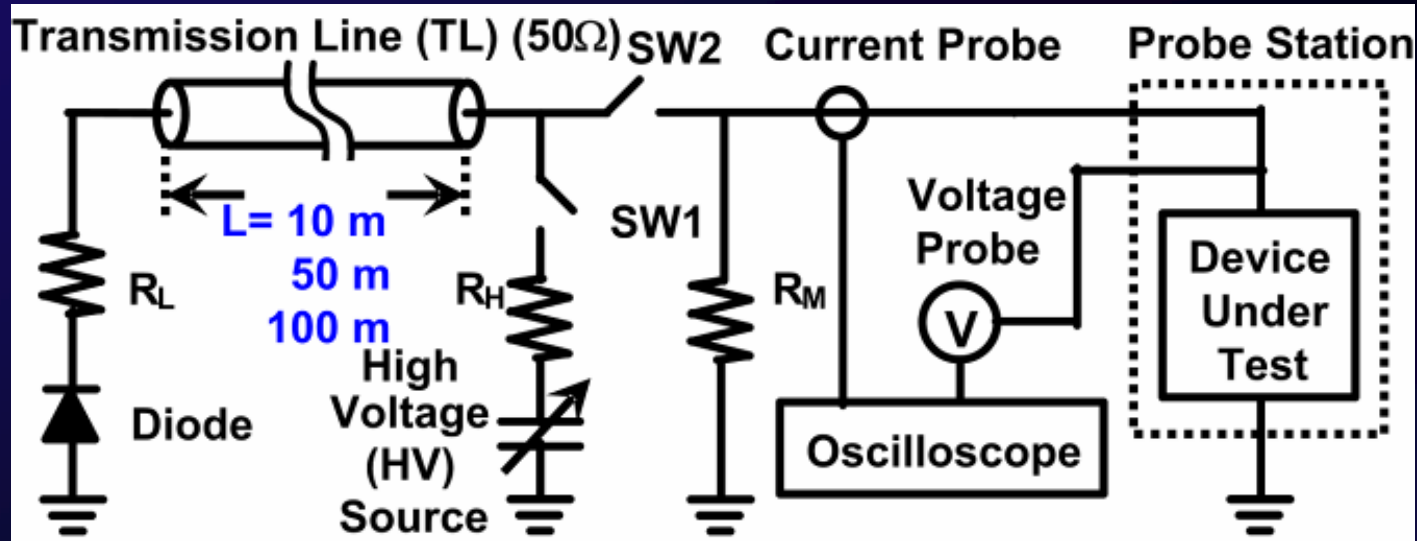 Transmission Line (TL) (50Ω)
SW2
Current Probe
Probe Station
L= 10 m
50 m
100 m
RL
SW1
RH
RM
Voltage
Probe
V
Device
Under
Test
Diode
High
Voltage
(HV)
Source
Oscilloscope